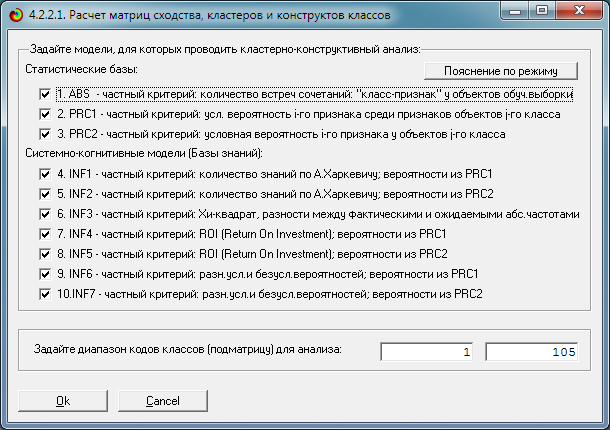 4.2.2.1. Расчет матриц сходства, кластеров и конструктов классов
Задайте модели, для которых проводить кластерно-конструктивный анализ:
Статистические базы:
Пояснение по режиму
1. ABS - частный критерий: количество встреч сочетаний: "класс-признак" у объектов обуч.выборки
2. PRC1 - частный критерий: усл. вероятность i-го признака среди признаков объектов j-го класса
3. PRC2 - частный критерий: условная вероятность i-го признака у объектов j-го класса
Системно-когнитивные модели (Базы знаний):
4. INF1 - частный критерий: количество знаний по А.Харкевичу; вероятности из PRC1
5. INF2 - частный критерий: количество знаний по А.Харкевичу; вероятности из PRC2
6. INF3 - частный критерий: Хи-квадрат, разности между фактическими и ожидаемыми абс.частотами
7. INF4 - частный критерий: ROI (Return On Investment); вероятности из PRC1
8. INF5 - частный критерий: ROI (Return On Investment); вероятности из PRC2
9. INF6 - частный критерий: разн.усл.и безусл.вероятностей; вероятности из PRC1
10.INF7 - частный критерий: разн.усл.и безусл.вероятностей; вероятности из PRC2
Задайте диапазон кодов классов (подматрицу) для анализа:
1
105
Ok
Cancel